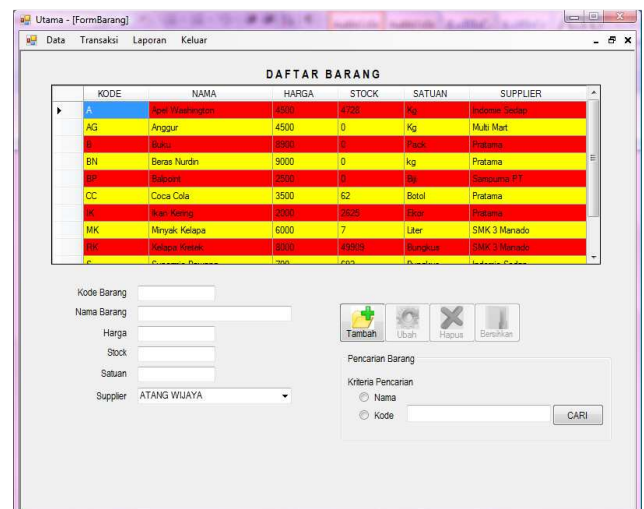 Utama - [FormBarang]
Data Transaksi Laporan Keluar
DAFTAR BARANG
KODE NAMA HARGA STOCK SATUAN SUPPLIER
A Apel Washington 4500 4728 Kg Indomie Sedap
AG Anggur 4500 0 Kg Multi Mart
B Buku 8900 0 Pack Pratama
BN Beras Nurdin 9000 0 kg Pratama
BP Balpoint 2500 0 Biji Sampurna PT
CC Coca Cola 3500 62 Botol Pratama
IK Ikan Kering 2000 2625 Ekor Pratama
MK Minyak Kelapa 6000 7 Liter SMK 3 Manado
RK Kelapa Kretek 8000 49909 Bungkus SMK 3 Manado
Kode Barang
Nama Barang
Harga
Stock
Satuan
Supplier ATANG WIJAYA
Tambah Ubah Hapus Bersihkan
Pencarian Barang
Kriteria Pencarian
Nama
Kode CARI